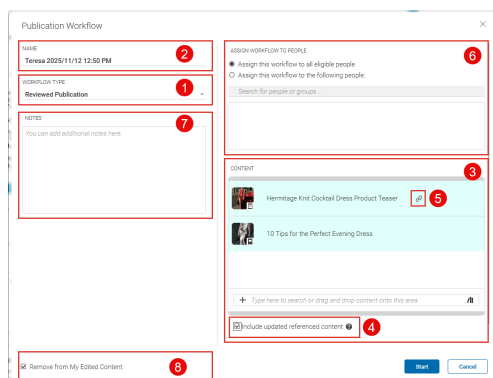 Publication Workflow
NAME
2
Teresa 2025/11/12 12:50 PM
WORKFLOW TYPE
1
Reviewed Publication
NOTES
7
You can add additional notes here
ASSIGN WORKFLOW TO PEOPLE
6
Assign this workflow to all eligible people
Assign this workflow to the following people:
Search for people or groups ...
CONTENT
3
Hermitage Knit Cocktail Dress Product Teaser
5
10 Tips for the Perfect Evening Dress
Type here to search or drag and drop content onto this area.
Include updated referenced content
4
Remove from My Edited Content
8
Start
Cancel